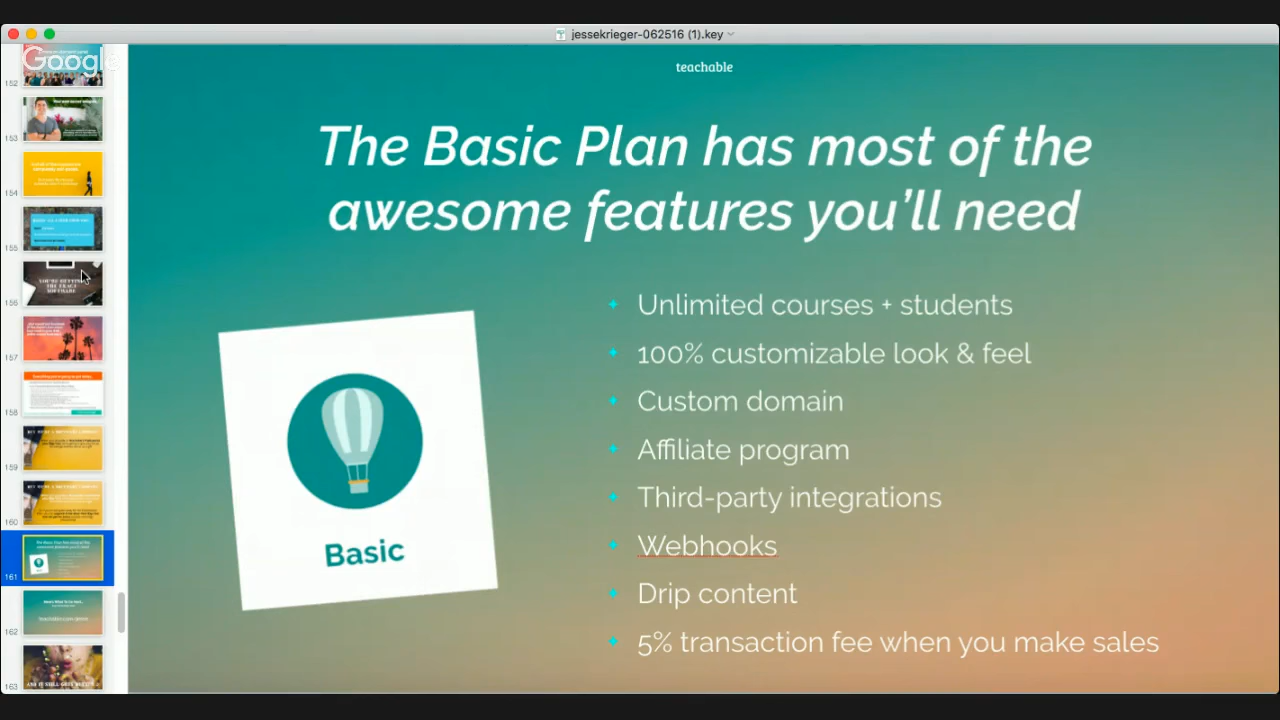 jessekrieger-062516 (1).key
Google
teachable
The Basic Plan has most of the
awesome features you'll need
Unlimited courses + students
100% customizable look & feel
Custom domain
Affiliate program
Third-party integrations
Webhooks
Drip content
5% transaction fee when you make sales
Basic
152
153
154
155
156
157
158
159
160
161
162
163